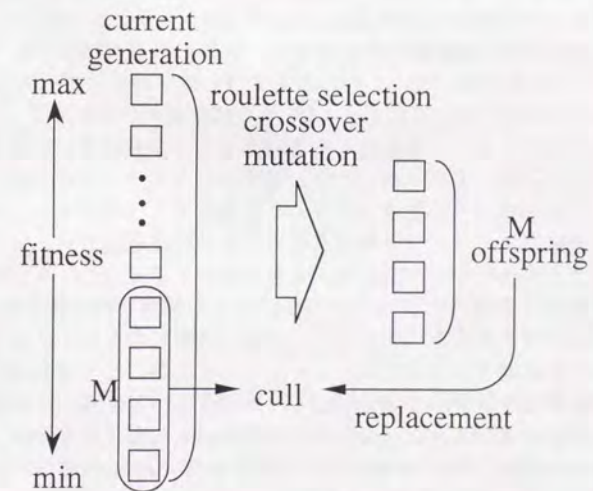 current
generation
max
roulette selection
crossover
mutation
fitness
M
offspring
M
cull
replacement
min